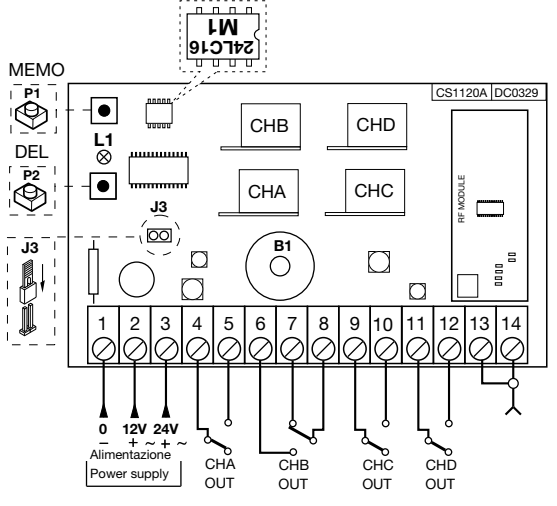 M1
24LC16
MEMO
P1
L1
DEL
P2
J3
J3
CHB
CHD
CHA
CHC
B1
CS1120A DC0329
RF MODULE
1 2 3 4 5 6 7 8 9 10 11 12 13 14
0 12V 24V
– + ~ + ~
Alimentazione
Power supply
CHA
OUT
CHB
OUT
CHC
OUT
CHD
OUT